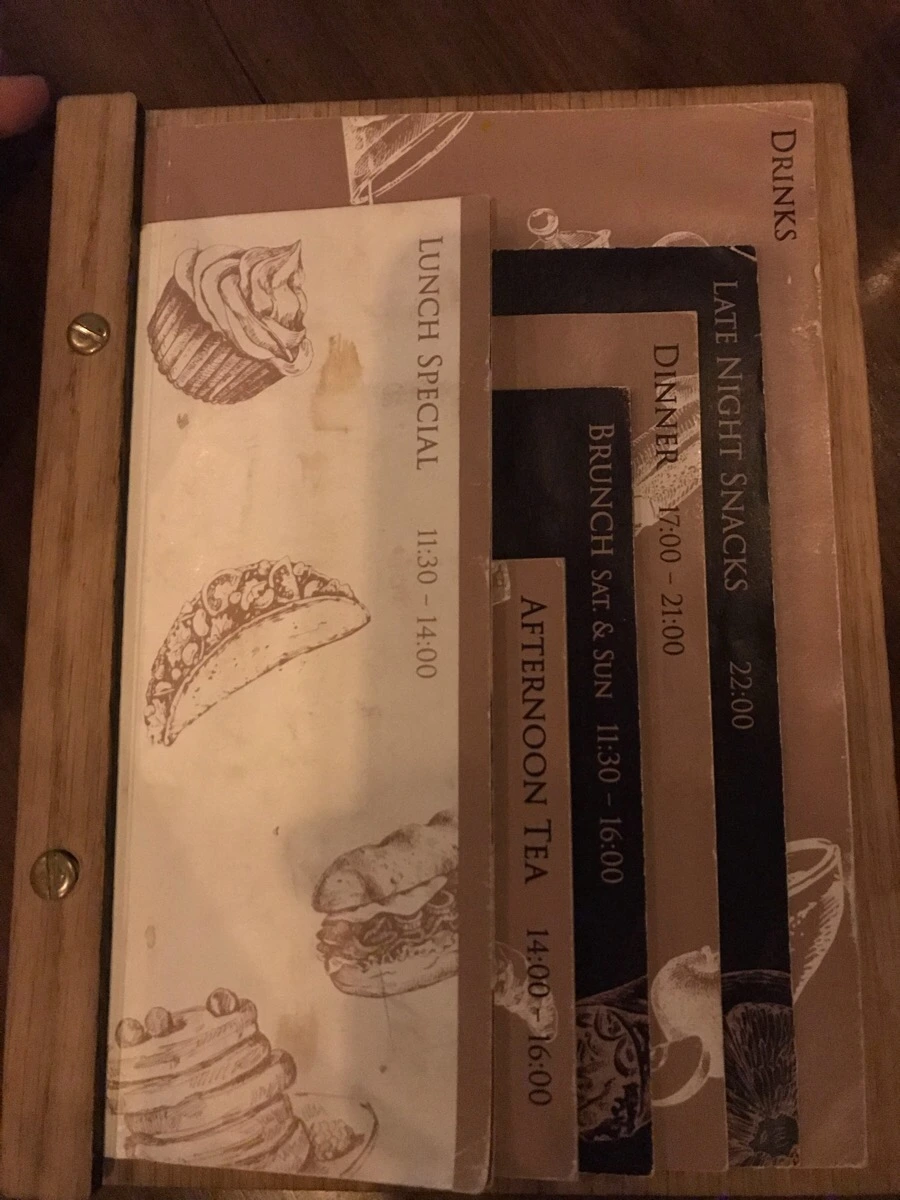 DRINKS
LATE NIGHT SNACKS 22:00
DINNER 17:00 – 21:00
BRUNCH SAT. & SUN 11:30 – 16:00
AFTERNOON TEA 14:00 – 16:00
LUNCH SPECIAL 11:30 – 14:00